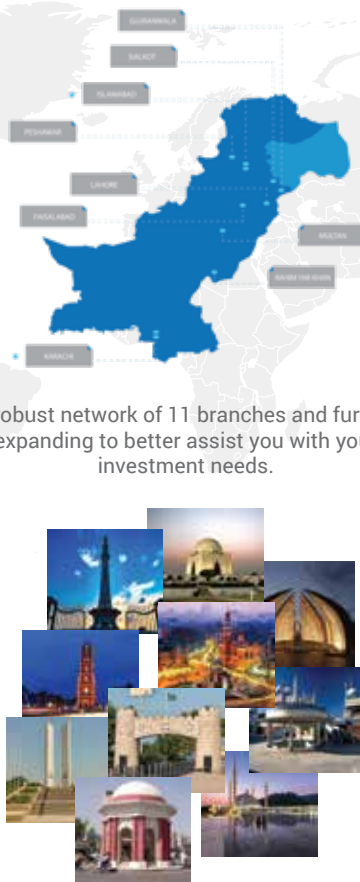 GUJRANWALA
SIALKOT
ISLAMABAD
PESHAWAR
LAHORE
FAISALABAD
MULTAN
RAHIM YAR KHAN
KARACHI
obust network of 11 branches and fur
expanding to better assist you with you
investment needs.